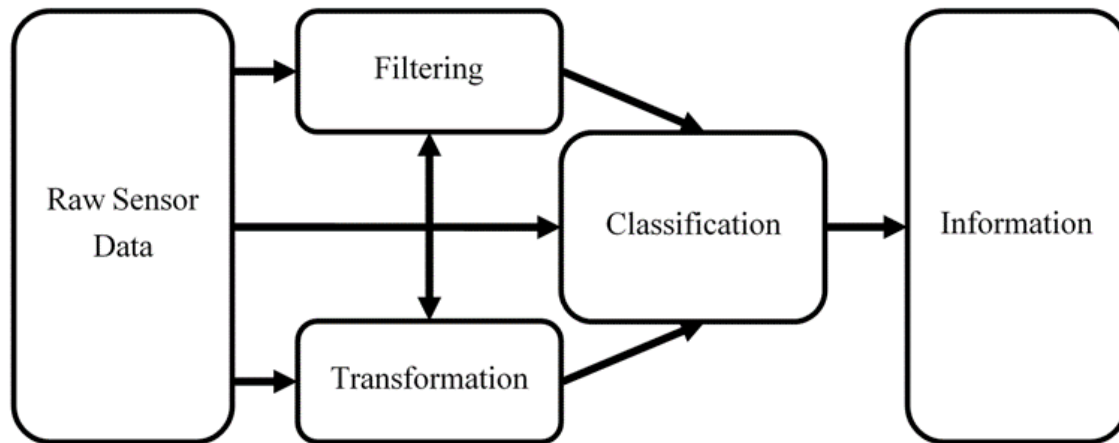 Raw Sensor
Data
Filtering
Transformation
Classification
Information